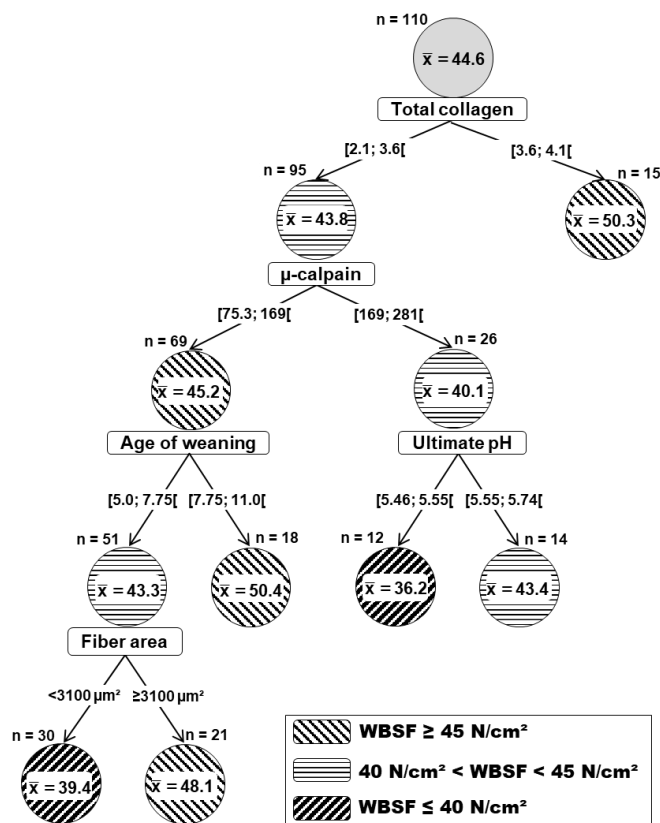 n = 110
x̄ = 44.6
Total collagen
[2.1; 3.6[ [3.6; 4.1[
n = 95 n = 15
x̄ = 43.8 x̄ = 50.3
µ-calpain
[75.3; 169[ [169; 281[
n = 69 n = 26
x̄ = 45.2 x̄ = 40.1
Age of weaning Ultimate pH
[5.0; 7.75[ [7.75; 11.0[ [5.46; 5.55[ [5.55; 5.74[
n = 51 n = 18 n = 12 n = 14
x̄ = 43.3 x̄ = 50.4 x̄ = 36.2 x̄ = 43.4
Fiber area
<3100 µm² ≥3100 µm²
n = 30 n = 21
x̄ = 39.4 x̄ = 48.1
WBSF ≥ 45 N/cm²
40 N/cm² < WBSF < 45 N/cm²
WBSF ≤ 40 N/cm²